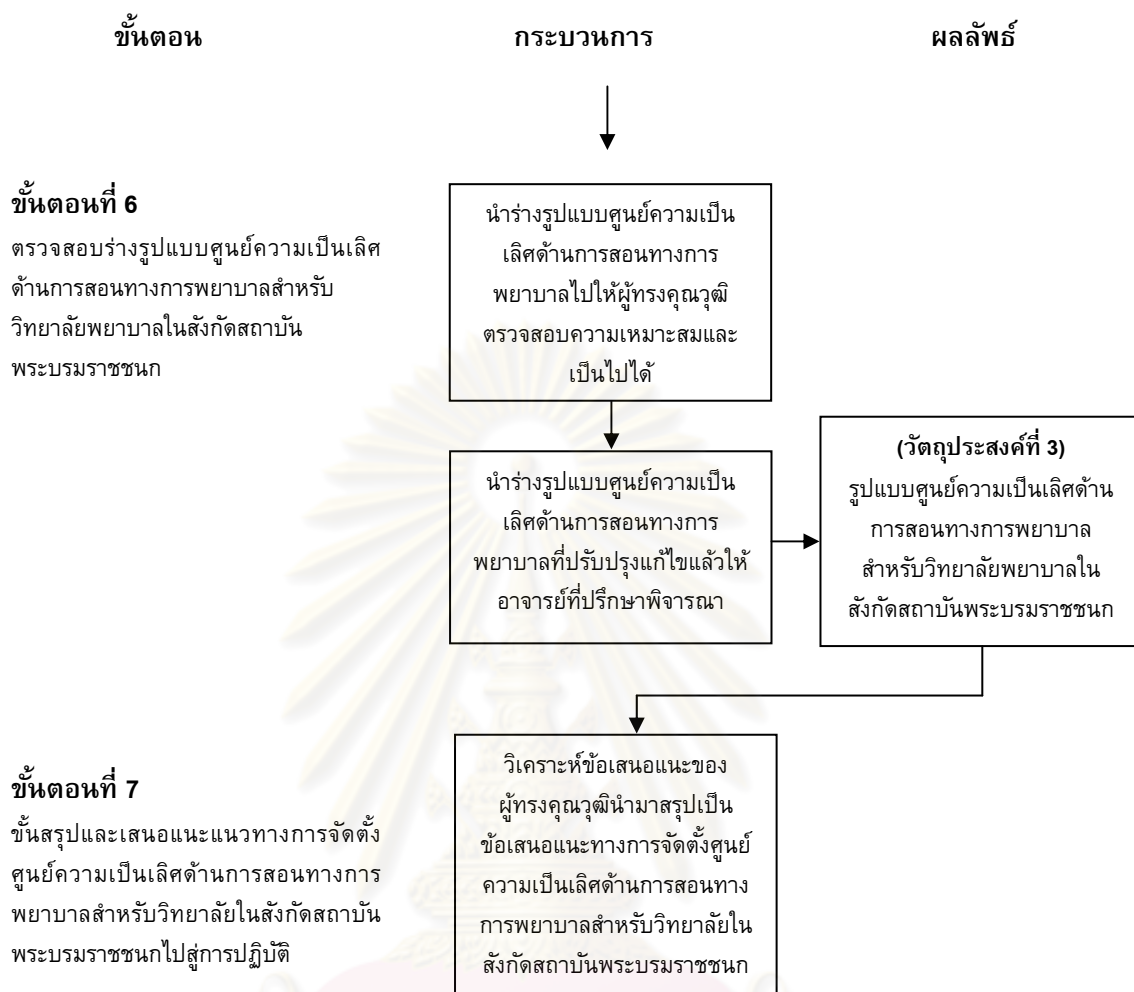 ขั้นตอน
กระบวนการ
ผลลัพธ์
ขั้นตอนที่ 6
ตรวจสอบร่างรูปแบบศูนย์ความเป็นเลิศ
ด้านการสอนทางการพยาบาลสำหรับ
วิทยาลัยพยาบาลในสังกัดสถาบัน
พระบรมราชชนก
นำร่างรูปแบบศูนย์ความเป็น
เลิศด้านการสอนทางการ
พยาบาลไปให้ผู้ทรงคุณวุฒิ
ตรวจสอบความเหมาะสมและ
เป็นไปได้
นำร่างรูปแบบศูนย์ความเป็น
เลิศด้านการสอนทางการ
พยาบาลที่ปรับปรุงแก้ไขแล้วให้
อาจารย์ที่ปรึกษาพิจารณา
(วัตถุประสงค์ที่ 3)
รูปแบบศูนย์ความเป็นเลิศด้าน
การสอนทางการพยาบาล
สำหรับวิทยาลัยพยาบาลใน
สังกัดสถาบันพระบรมราชชนก
ขั้นตอนที่ 7
ขั้นสรุปและเสนอแนะแนวทางการจัดตั้ง
ศูนย์ความเป็นเลิศด้านการสอนทางการ
พยาบาลสำหรับวิทยาลัยในสังกัดสถาบัน
พระบรมราชชนกไปสู่การปฏิบัติ
วิเคราะห์ข้อเสนอแนะของ
ผู้ทรงคุณวุฒินำมาสรุปเป็น
ข้อเสนอแนะทางการจัดตั้งศูนย์
ความเป็นเลิศด้านการสอนทาง
การพยาบาลสำหรับวิทยาลัยใน
สังกัดสถาบันพระบรมราชชนก